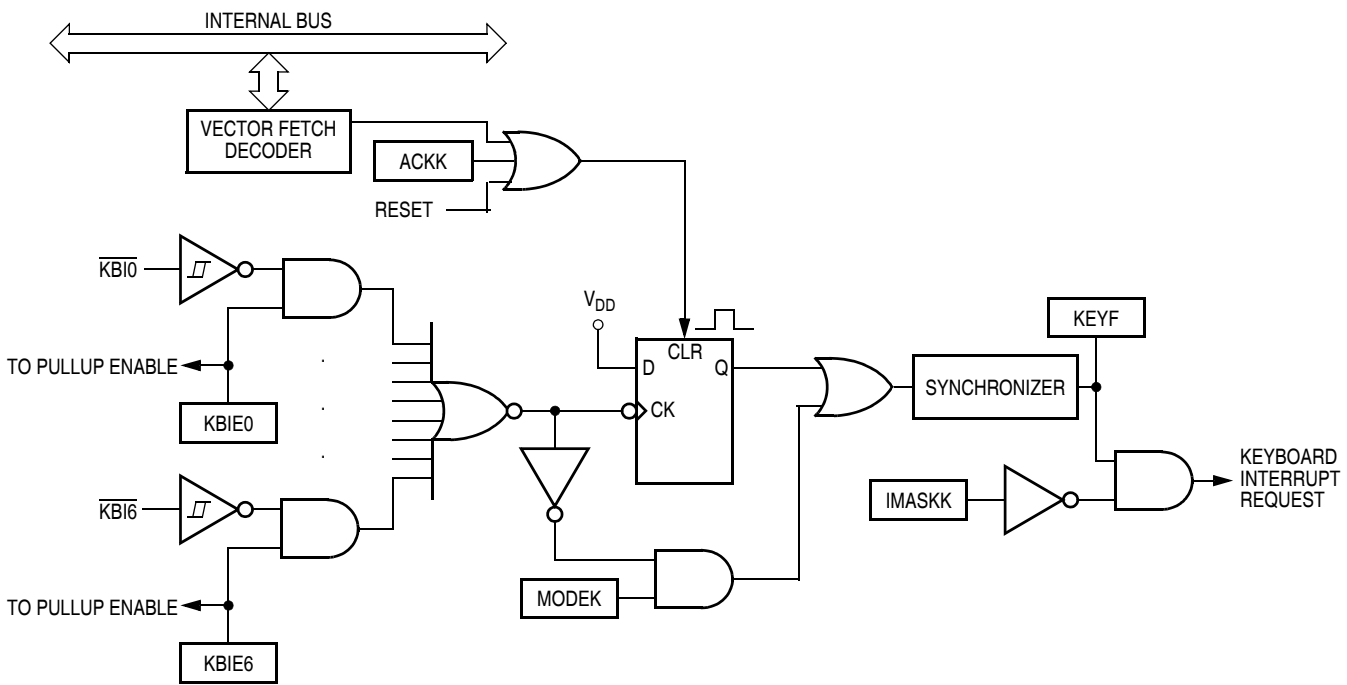 INTERNAL BUS
VECTOR FETCH
DECODER
ACKK
RESET
KBI0
VDD
KEYF
CLR
D
Q
TO PULLUP ENABLE
SYNCHRONIZER
CK
KBIE0
KEYBOARD
INTERRUPT
REQUEST
KBI6
IMASKK
MODEK
TO PULLUP ENABLE
KBIE6